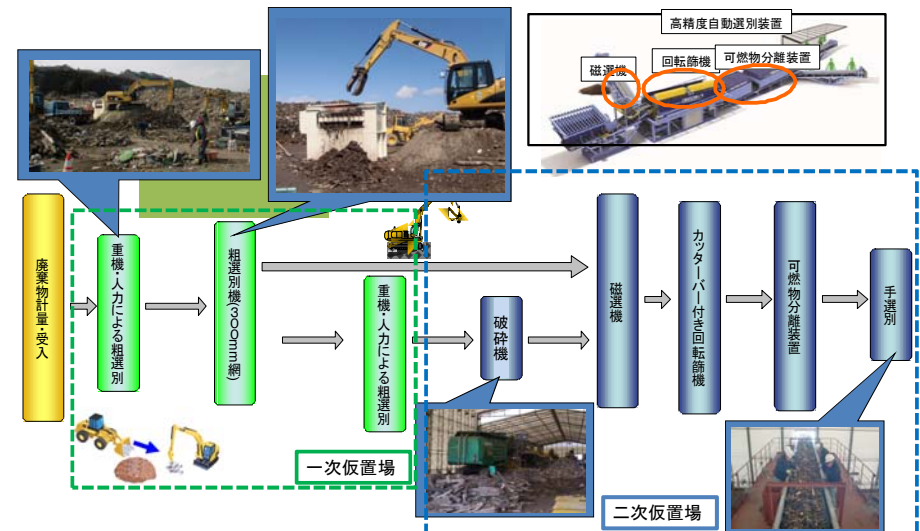 高精度自動選別装置
磁選機
回転篩機
可燃物分離装置
廃棄物計量・受入
重機・人力による粗選別
粗選別機(300mm網)
重機・人力による粗選別
破砕機
磁選機
カッターバー付き回転篩機
可燃物分離装置
手選別
一次仮置場
二次仮置場